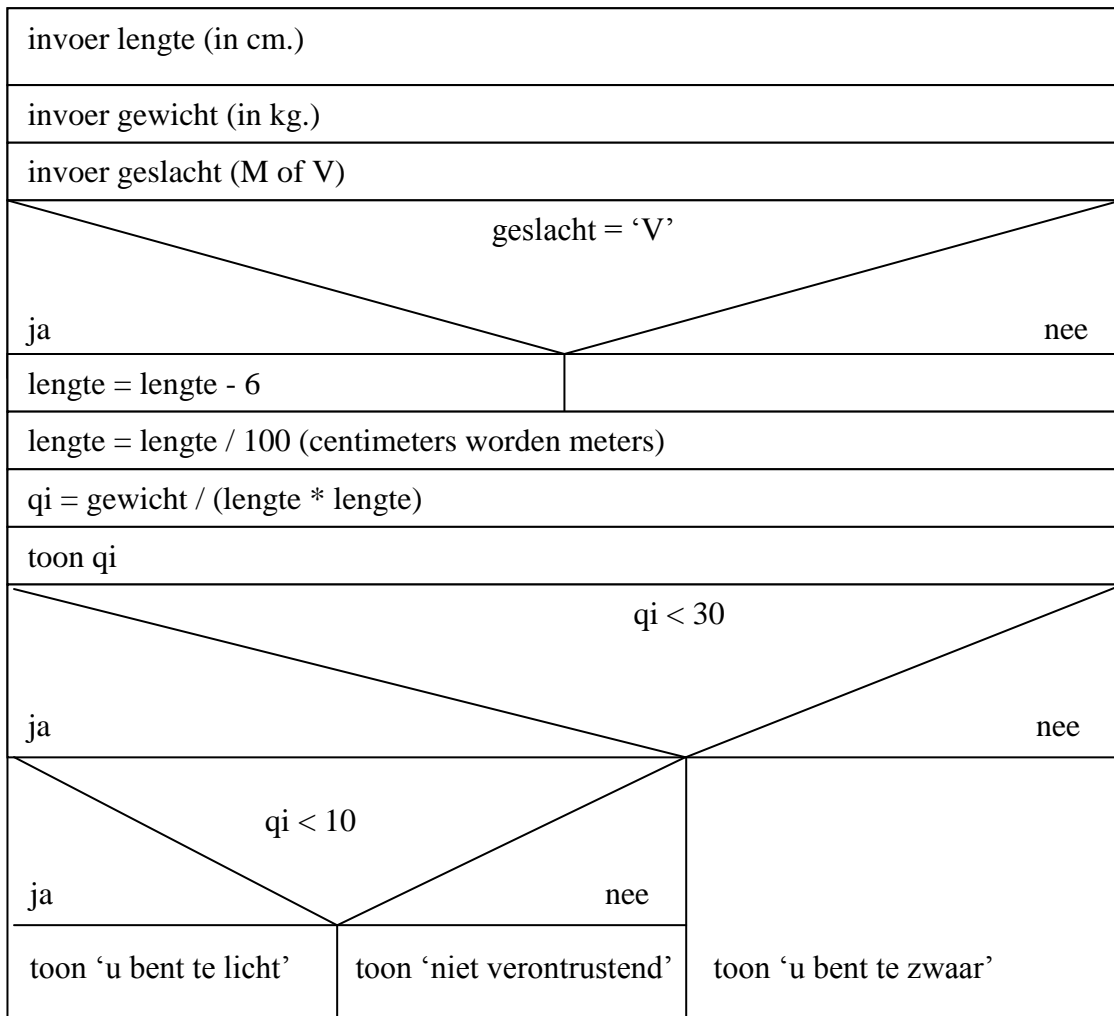 invoer lengte (in cm.)
invoer gewicht (in kg.)
invoer geslacht (M of V)
geslacht = ‘V’
ja
nee
lengte = lengte - 6
lengte = lengte / 100 (centimeters worden meters)
qi = gewicht / (lengte * lengte)
toon qi
qi < 30
ja
nee
qi < 10
ja
nee
toon ‘u bent te licht’
toon ‘niet verontrustend’
toon ‘u bent te zwaar’